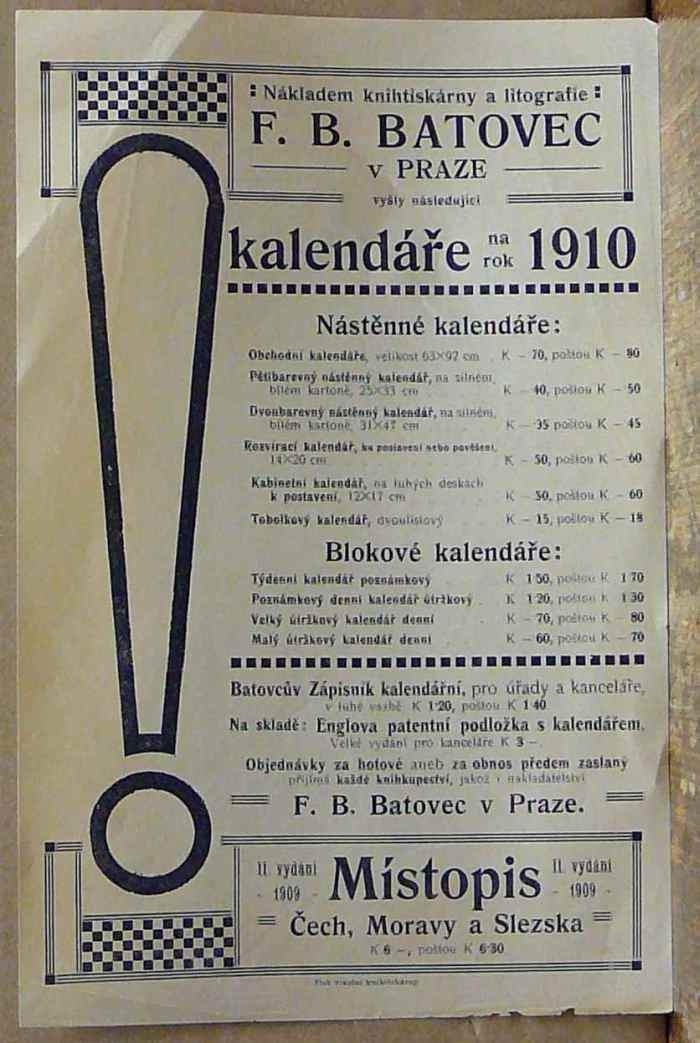 Nákladem knihtiskárny a litografie
F. B. BATOVEC
v PRAZE
vyšly následující
kalendáře na rok 1910
Nástěnné kalendáře:
Obchodní kalendáře, velikost 63×92 cm . K –·70, poštou K –·80
Pětibarevný nástěnný kalendář, na silném,
bílém kartoně, 25×33 cm K –·40, poštou K –·50
Dvoubarevný nástěnný kalendář, na silném,
bílém kartoně, 31×47 cm K –·35 poštou K –·45
Rozvírací kalendář, ku postavení nebo pověšení,
14×20 cm K –·50, poštou K –·60
Kabinetní kalendář, na tuhých deskách
k postavení, 12×17 cm K –·50, poštou K –·60
Tobolkový kalendář, dvoulistový K –·15, poštou K –·18
Blokové kalendáře:
Týdenní kalendář poznámkový K 1·50, poštou K 1·70
Poznámkový denní kalendář útržkový . K 1·20, poštou K 1·30
Velký útržkový kalendář denní K –·70, poštou K –·80
Malý útržkový kalendář denní . K –·60, poštou K –·70
Batovcův Zápisník kalendářní, pro úřady a kanceláře,
v tuhé vazbě K 1·20, poštou K 1·40
Na skladě: Englova patentní podložka s kalendářem.
Velké vydání pro kanceláře K 3·–.
Objednávky za hotové aneb za obnos předem zaslaný
přijímá každé knihkupectví, jakož i nakladatelství
F. B. Batovec v Praze.
II. vydání - 1909 - Místopis II. vydání - 1909 -
Čech, Moravy a Slezska
K 6·–, poštou K 6·30